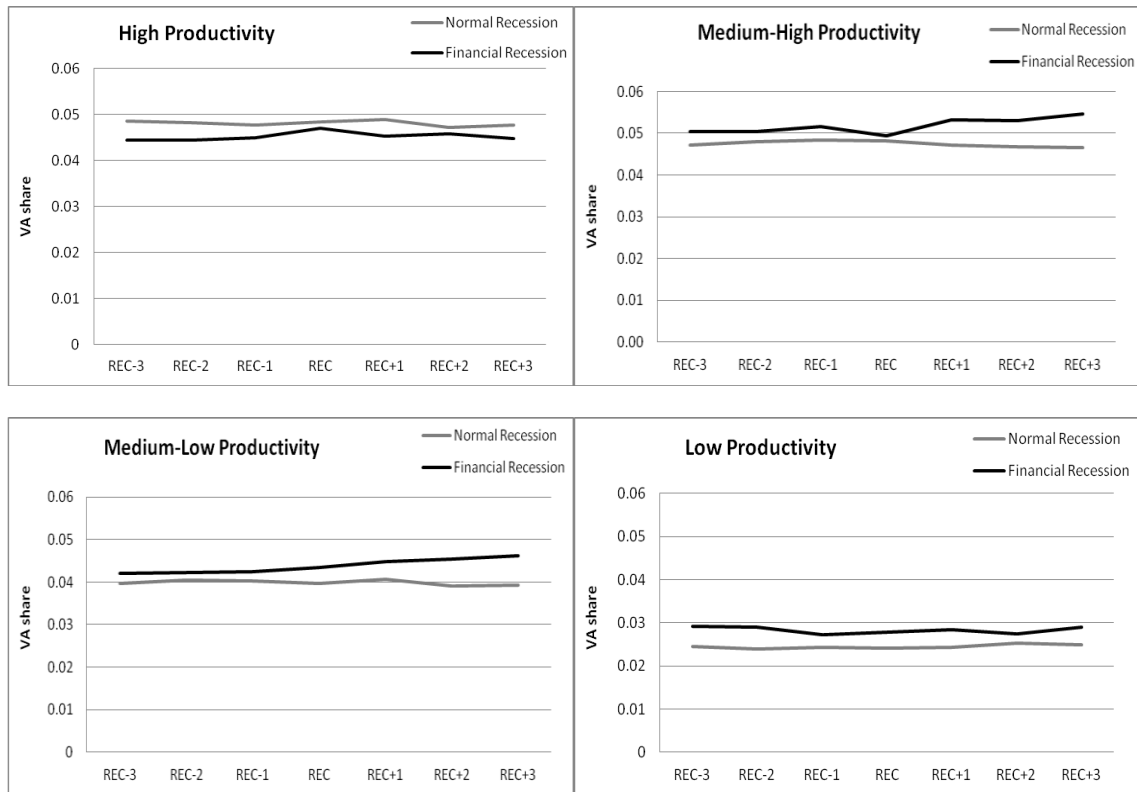 High Productivity
Normal Recession
Financial Recession
0.06
0.05
0.04
0.03
0.02
0.01
0
VA share
REC-3 REC-2 REC-1 REC REC+1 REC+2 REC+3
Medium-High Productivity
Normal Recession
Financial Recession
0.06
0.05
0.04
0.03
0.02
0.01
0.00
VA share
REC-3 REC-2 REC-1 REC REC+1 REC+2 REC+3
Medium-Low Productivity
Normal Recession
Financial Recession
0.06
0.05
0.04
0.03
0.02
0.01
0
VA share
REC-3 REC-2 REC-1 REC REC+1 REC+2 REC+3
Low Productivity
Normal Recession
Financial Recession
0.06
0.05
0.04
0.03
0.02
0.01
0
VA share
REC-3 REC-2 REC-1 REC REC+1 REC+2 REC+3